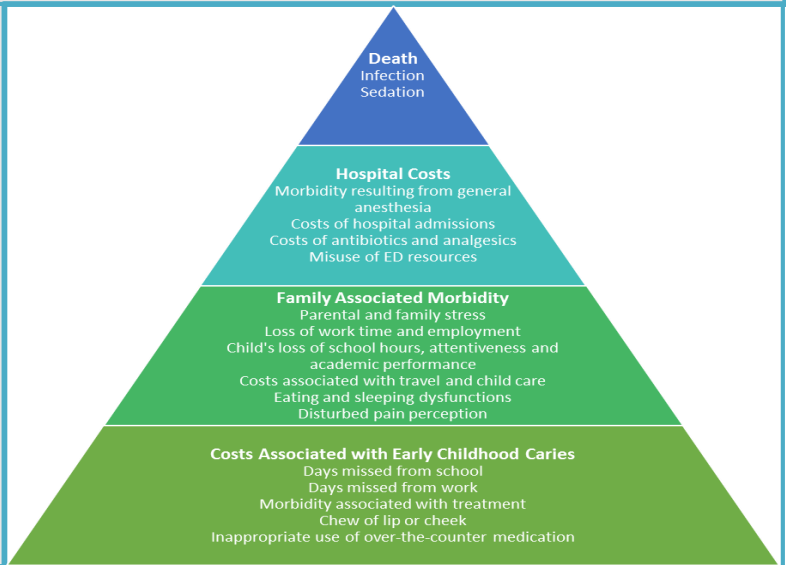 Death
Infection
Sedation
Hospital Costs
Morbidity resulting from general
anesthesia
Costs of hospital admissions
Costs of antibiotics and analgesics
Misuse of ED resources
Family Associated Morbidity
Parental and family stress
Loss of work time and employment
Child's loss of school hours, attentiveness and
academic performance
Costs associated with travel and child care
Eating and sleeping dysfunctions
Disturbed pain perception
Costs Associated with Early Childhood Caries
Days missed from school
Days missed from work
Morbidity associated with treatment
Chew of lip or cheek
Inappropriate use of over-the-counter medication